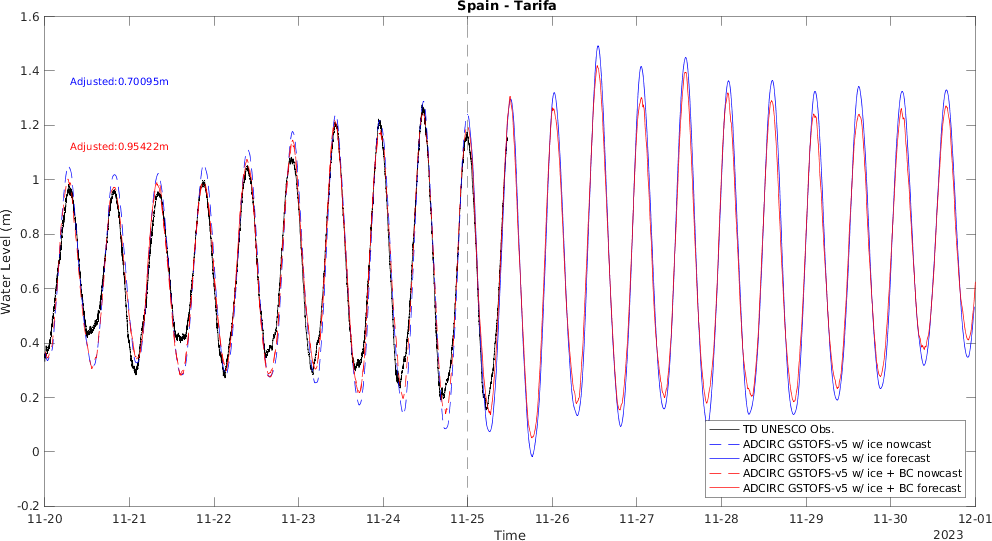 Spain - Tarifa
1.6
1.4
1.2
1
0.8
0.6
0.4
0.2
0
-0.2
Water Level (m)
Adjusted:0.70095m
Adjusted:0.95422m
TD UNESCO Obs.
ADCIRC GSTOFS-v5 w/ ice nowcast
ADCIRC GSTOFS-v5 w/ ice forecast
ADCIRC GSTOFS-v5 w/ ice + BC nowcast
ADCIRC GSTOFS-v5 w/ ice + BC forecast
11-20 11-21 11-22 11-23 11-24 11-25 11-26 11-27 11-28 11-29 11-30 12-01
Time
2023